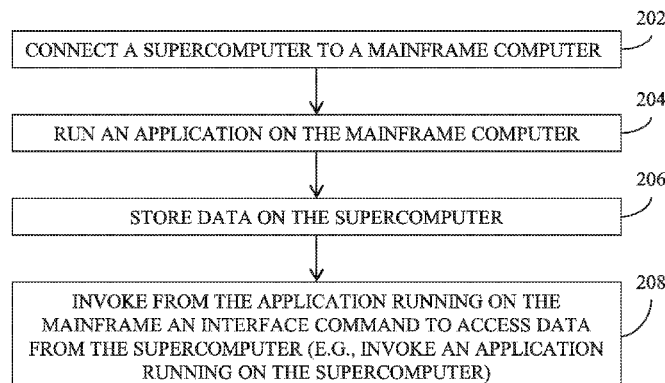 202
CONNECT A SUPERCOMPUTER TO A MAINFRAME COMPUTER
204
RUN AN APPLICATION ON THE MAINFRAME COMPUTER
206
STORE DATA ON THE SUPERCOMPUTER
208
INVOKE FROM THE APPLICATION RUNNING ON THE
MAINFRAME AN INTERFACE COMMAND TO ACCESS DATA
FROM THE SUPERCOMPUTER (E.G., INVOKE AN APPLICATION
RUNNING ON THE SUPERCOMPUTER)